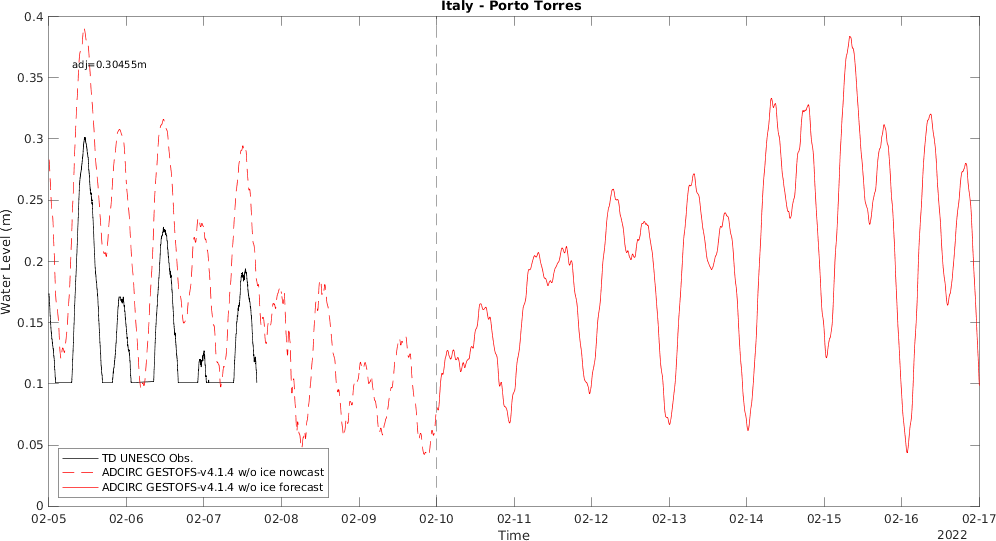 Italy - Porto Torres
0.4
0.35
0.3
0.25
0.2
0.15
0.1
0.05
0
Water Level (m)
adj=0.30455m
TD UNESCO Obs.
ADCIRC GESTOFS-v4.1.4 w/o ice nowcast
ADCIRC GESTOFS-v4.1.4 w/o ice forecast
02-05 02-06 02-07 02-08 02-09 02-10 02-11 02-12 02-13 02-14 02-15 02-16 02-17
Time
2022